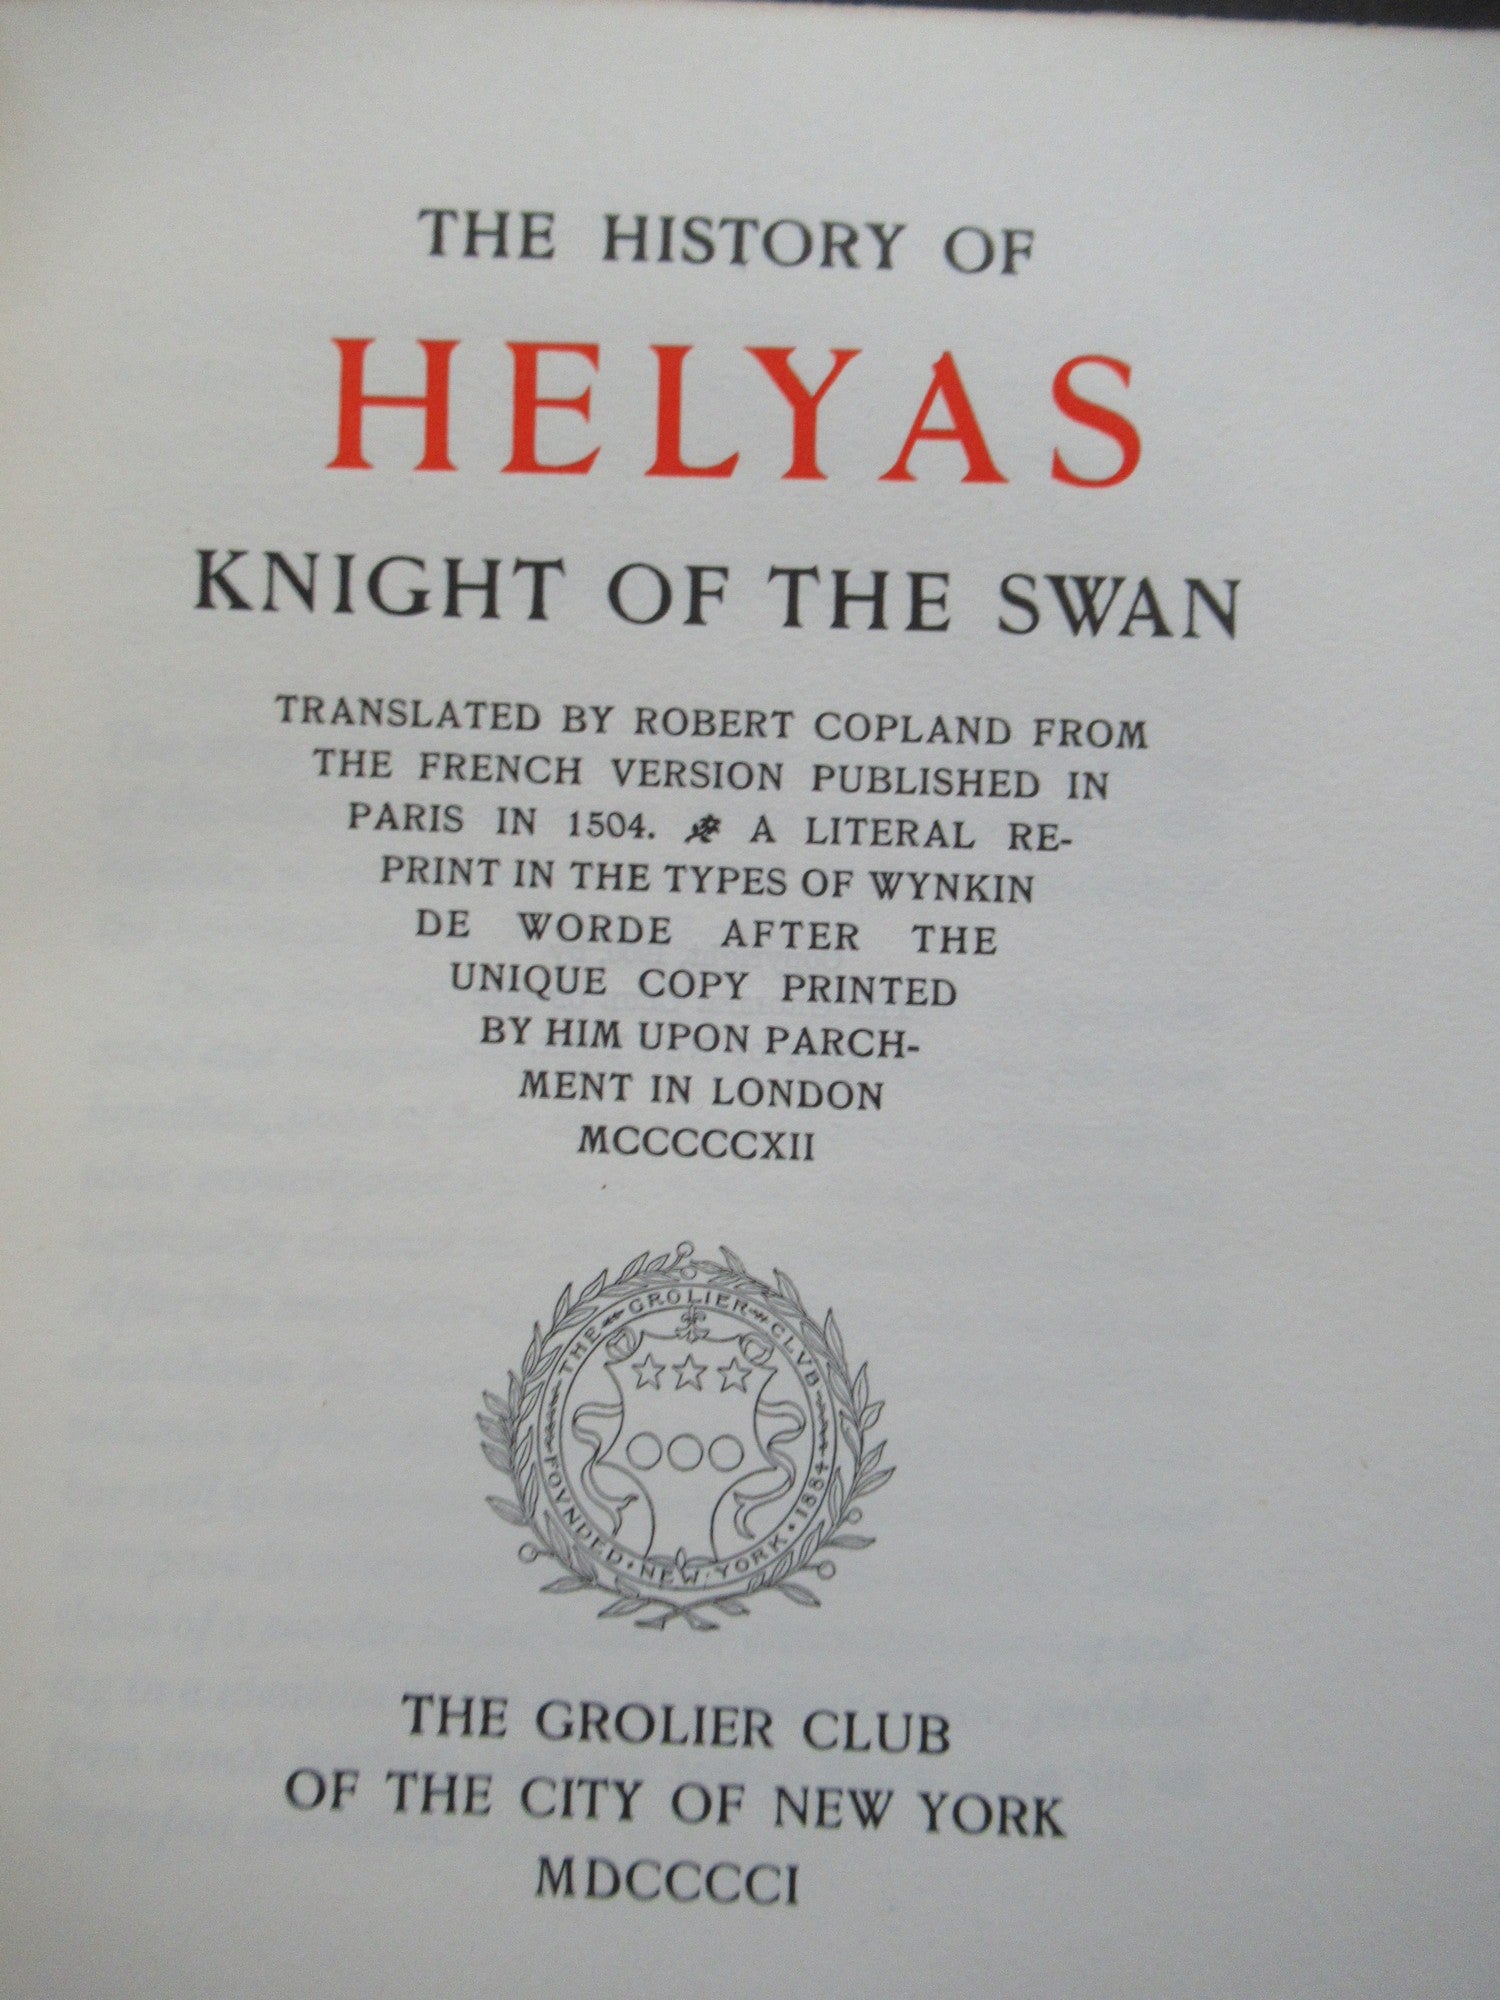 THE HISTORY OF
HELYAS
KNIGHT OF THE SWAN
TRANSLATED BY ROBERT COPLAND FROM
THE FRENCH VERSION PUBLISHED IN
PARIS IN 1504. A LITERAL RE-
PRINT IN THE TYPES OF WYNKIN
DE WORDE AFTER THE
UNIQUE COPY PRINTED
BY HIM UPON PARCH-
MENT IN LONDON
MCCCCCXII
THE GROLIER CLVB
FOVNDED · NEW · YORK · 1884
THE GROLIER CLUB
OF THE CITY OF NEW YORK
MDCCCCI